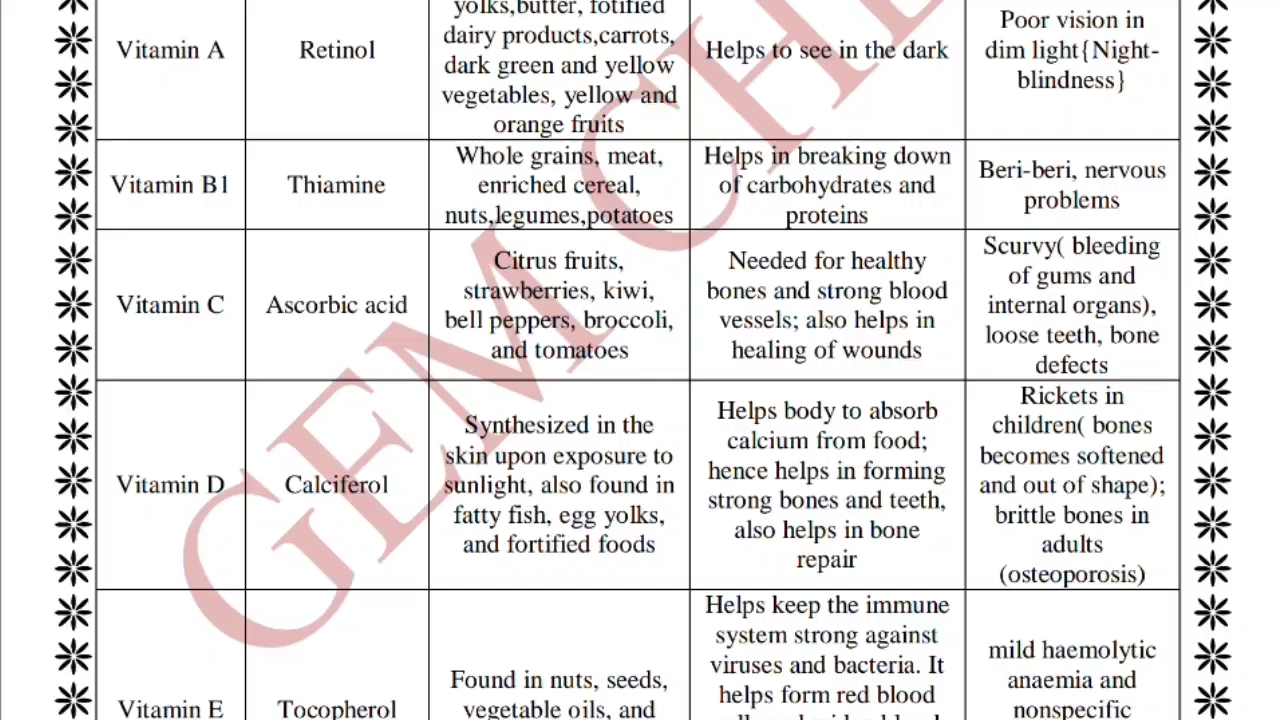 yolks,butter, fotified
Vitamin A
Retinol
dairy products,carrots,
dark green and yellow
vegetables, yellow and
orange fruits
Helps to see in the dark
Poor vision in
dim light{Night-
blindness}
Vitamin B1
Thiamine
Whole grains, meat,
enriched cereal,
nuts,legumes,potatoes
Helps in breaking down
of carbohydrates and
proteins
Beri-beri, nervous
problems
Vitamin C
Ascorbic acid
Citrus fruits,
strawberries, kiwi,
bell peppers, broccoli,
and tomatoes
Needed for healthy
bones and strong blood
vessels; also helps in
healing of wounds
Scurvy( bleeding
of gums and
internal organs),
loose teeth, bone
defects
Vitamin D
Calciferol
Synthesized in the
skin upon exposure to
sunlight, also found in
fatty fish, egg yolks,
and fortified foods
Helps body to absorb
calcium from food;
hence helps in forming
strong bones and teeth,
also helps in bone
repair
Rickets in
children( bones
becomes softened
and out of shape);
brittle bones in
adults
(osteoporosis)
Vitamin E
Tocopherol
Found in nuts, seeds,
vegetable oils, and
Helps keep the immune
system strong against
viruses and bacteria. It
helps form red blood
mild haemolytic
anaemia and
nonspecific
GEM CH